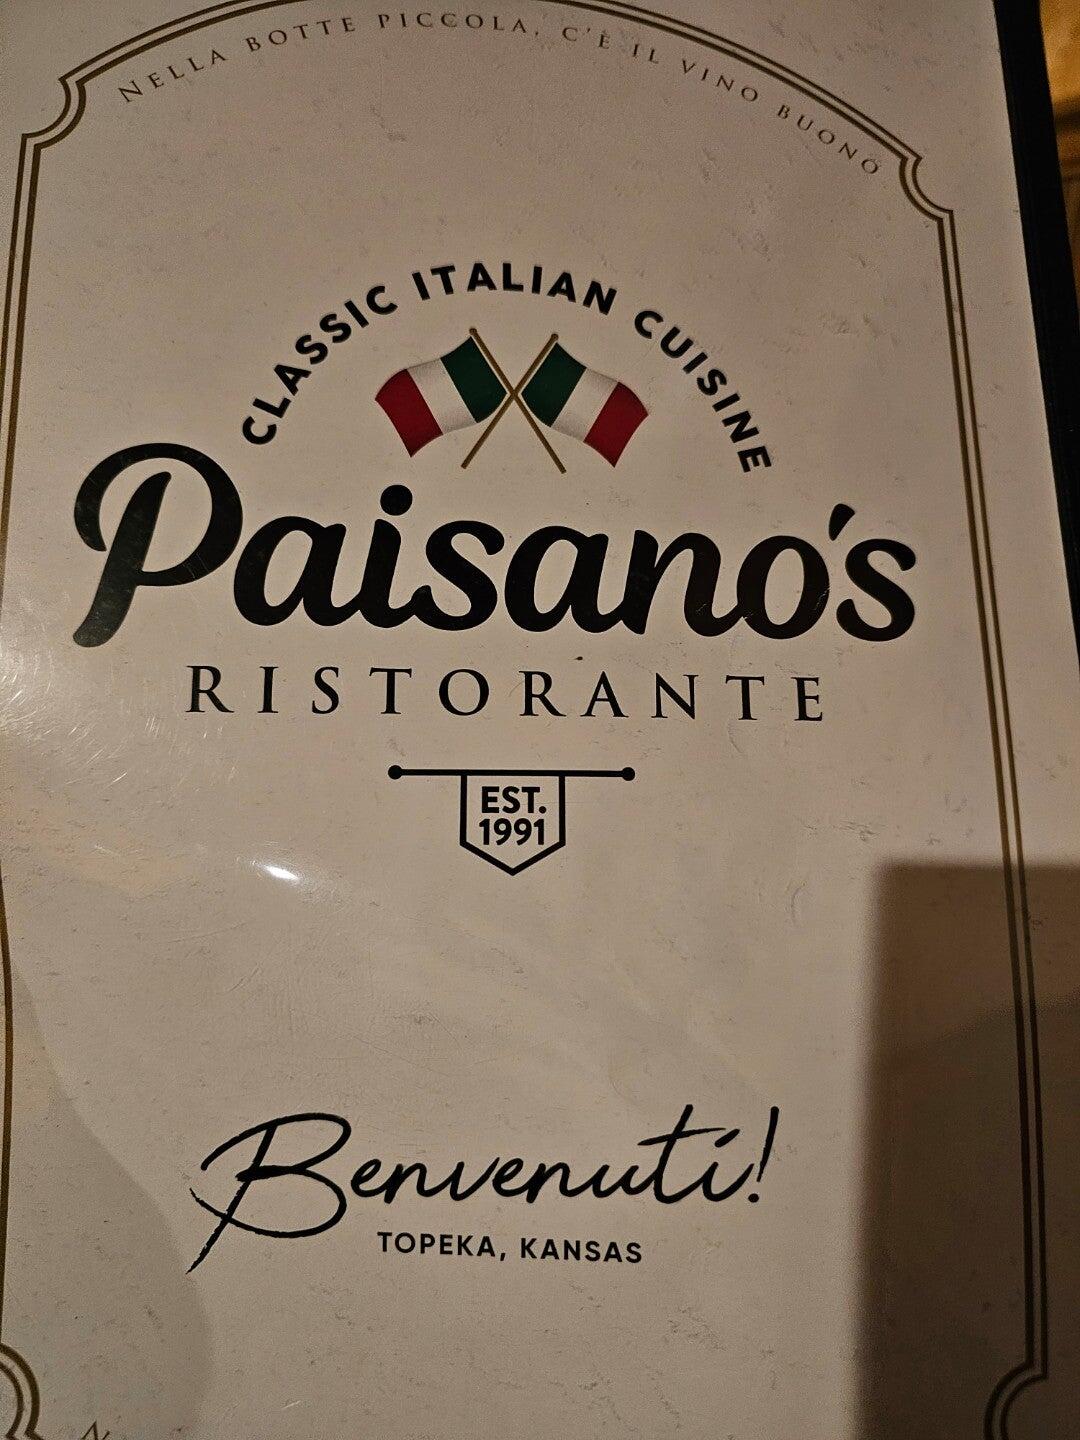 NELLA BOTTE PICCOLA, C'È IL VINO BUONO
CLASSIC ITALIAN CUISINE
Paisano's
RISTORANTE
EST.
1991
Benvenuti!
TOPEKA, KANSAS
N